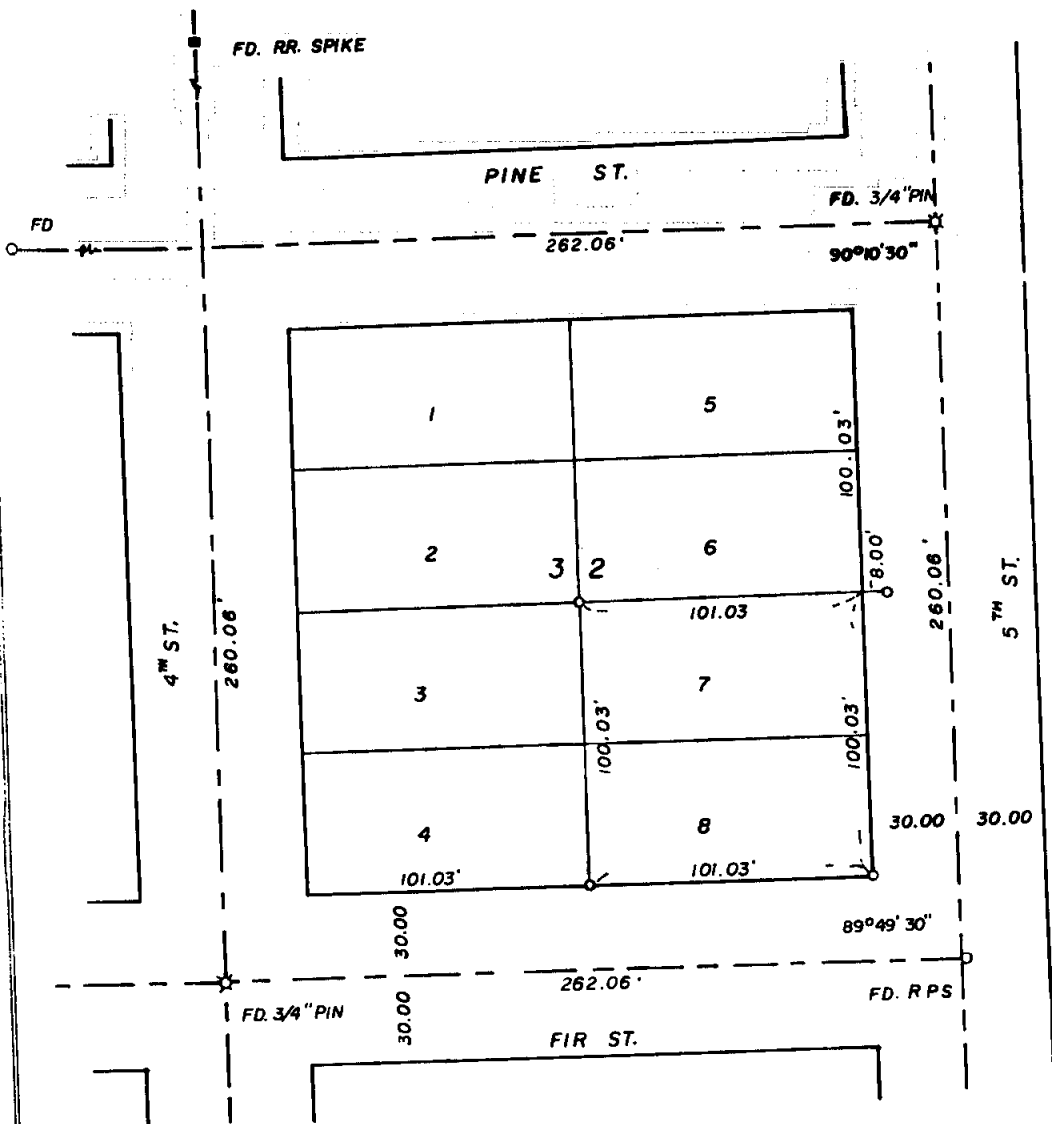 FD. RR. SPIKE
PINE ST.
FD. 3/4"PIN
FD
262.06'
90°10'30"
1
5
100.03'
2
3 2
6
8.00'
101.03
260.06'
5TH ST.
4TH ST.
260.06'
3
7
100.03'
100.03'
4
8
30.00 30.00
101.03'
101.03'
30.00
89°49'30"
262.06'
FD. RPS
FD. 3/4"PIN
30.00
FIR ST.